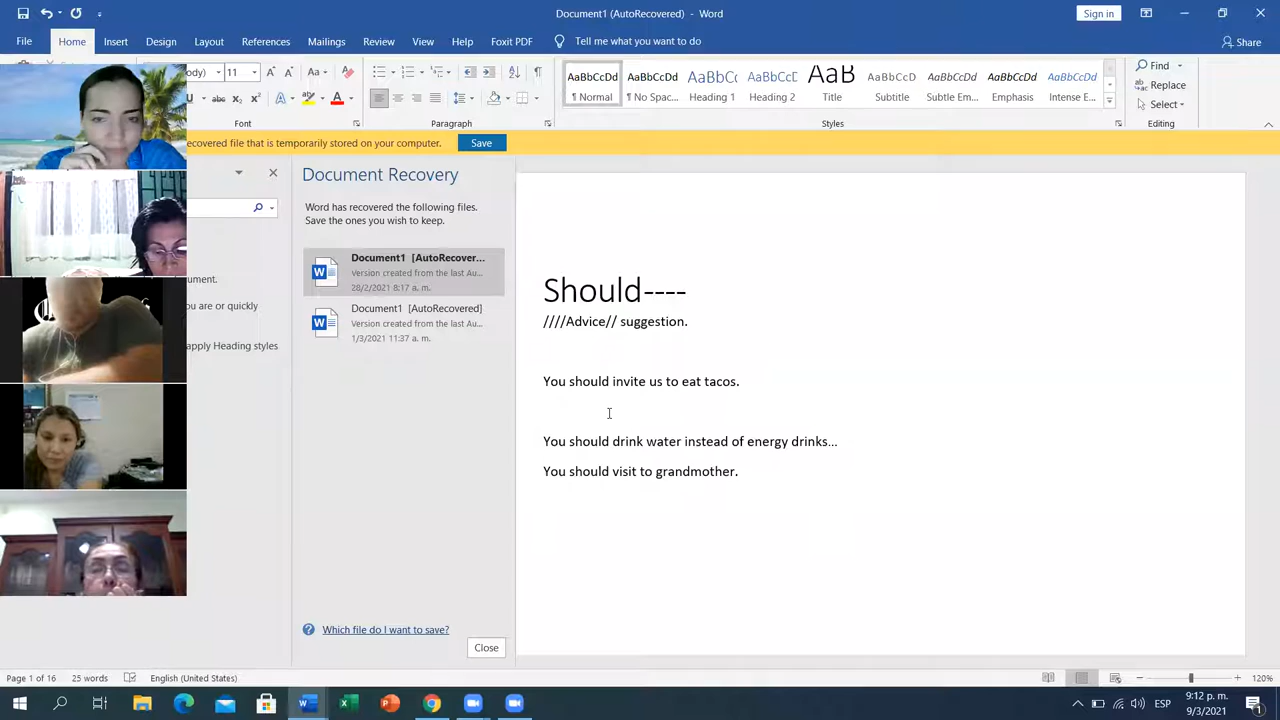 Document1 (AutoRecovered) - Word
Sign in
File Home Insert Design Layout References Mailings Review View Help Foxit PDF Tell me what you want to do Share
11 Aa
AaBbCcDd AaBbCcDd AaBbCc AaBbCcD AaB AaBbCcD AaBbCcDd AaBbCcDd AaBbCcDd
¶ Normal ¶ No Spac... Heading 1 Heading 2 Title Subtitle Subtle Em... Emphasis Intense E...
Find
Replace
Select
Font Paragraph Styles Editing
recovered file that is temporarily stored on your computer. Save
you are or quickly
apply Heading styles
Document Recovery
Word has recovered the following files.
Save the ones you wish to keep.
Document1 [AutoRecover...
Version created from the last Au...
28/2/2021 8:17 a. m.
Document1 [AutoRecovered]
Version created from the last Au...
1/3/2021 11:37 a. m.
Which file do I want to save?
Close
Should----
////Advice// suggestion.
You should invite us to eat tacos.
You should drink water instead of energy drinks...
You should visit to grandmother.
Page 1 of 16 25 words English (United States) 120%
ESP 9:12 p. m.
9/3/2021